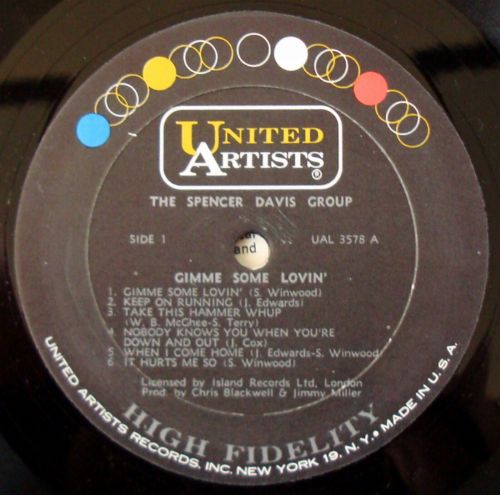 UNITED
ARTISTS
®
THE SPENCER DAVIS GROUP
SIDE 1
UAL 3578 A
and
GIMME SOME LOVIN'
1. GIMME SOME LOVIN' (S. Winwood)
2. KEEP ON RUNNING (J. Edwards)
3. TAKE THIS HAMMER WHUP
(W. B. McGhee-S. Terry)
4. NOBODY KNOWS YOU WHEN YOU'RE
DOWN AND OUT (J. Cox)
5. WHEN I COME HOME (J. Edwards-S. Winwood)
6. IT HURTS ME SO (S. Winwood)
Licensed by Island Records Ltd, London
Prod. by Chris Blackwell & Jimmy Miller
HIGH FIDELITY
UNITED ARTISTS RECORDS, INC. NEW YORK 19, N.Y. • MADE IN U.S.A.